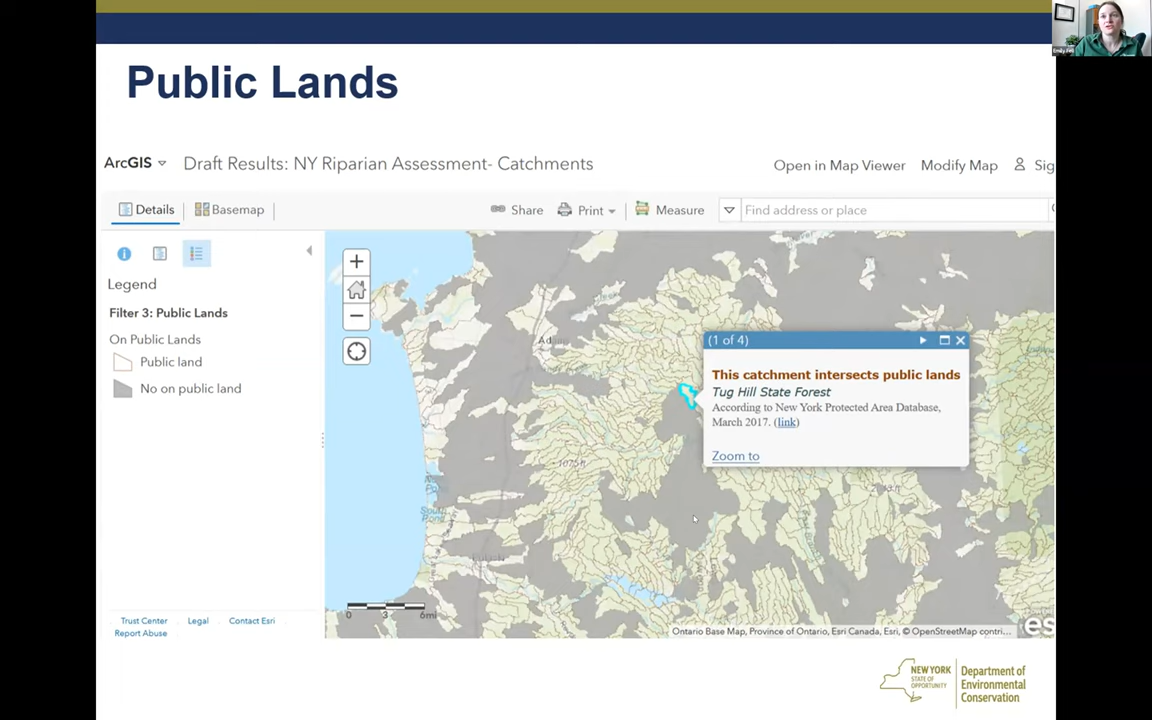 Public Lands
ArcGIS
Draft Results: NY Riparian Assessment- Catchments
Open in Map Viewer
Modify Map
Details
Basemap
Share
Print
Measure
Find address or place
Legend
Filter 3: Public Lands
On Public Lands
Public land
No on public land
(1 of 4)
This catchment intersects public lands
Tug Hill State Forest
According to New York Protected Area Database,
March 2017. (link)
Zoom to
1075ft
0 3 6mi
Trust Center
Legal
Contact Esri
Report Abuse
Ontario Base Map, Province of Ontario, Esri Canada, Esri, © OpenStreetMap contri...
NEW YORK
STATE OF
OPPORTUNITY
Department of
Environmental
Conservation